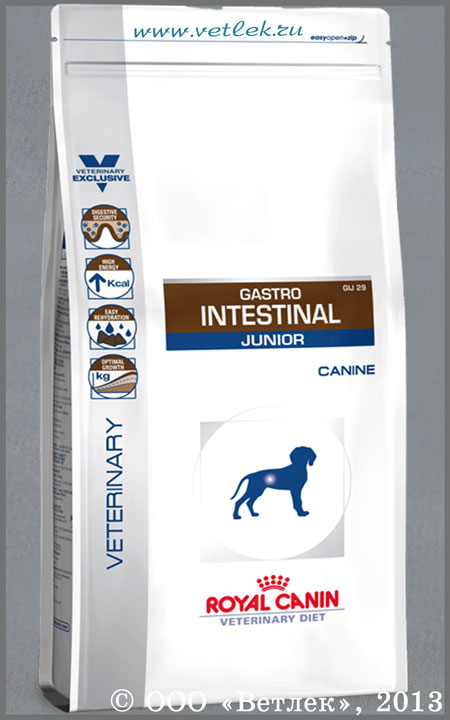 www.vetlek.ru
easyopen+zip
VETERINARY
EXCLUSIVE
DIGESTIVE
SECURITY
HIGH
ENERGY
Kcal
EASY
REHYDRATION
OPTIMAL
GROWTH
kg
VETERINARY
GASTRO
GIJ 29
INTESTINAL
JUNIOR
CANINE
ROYAL CANIN
VETERINARY DIET
© ООО «Ветлек», 2013